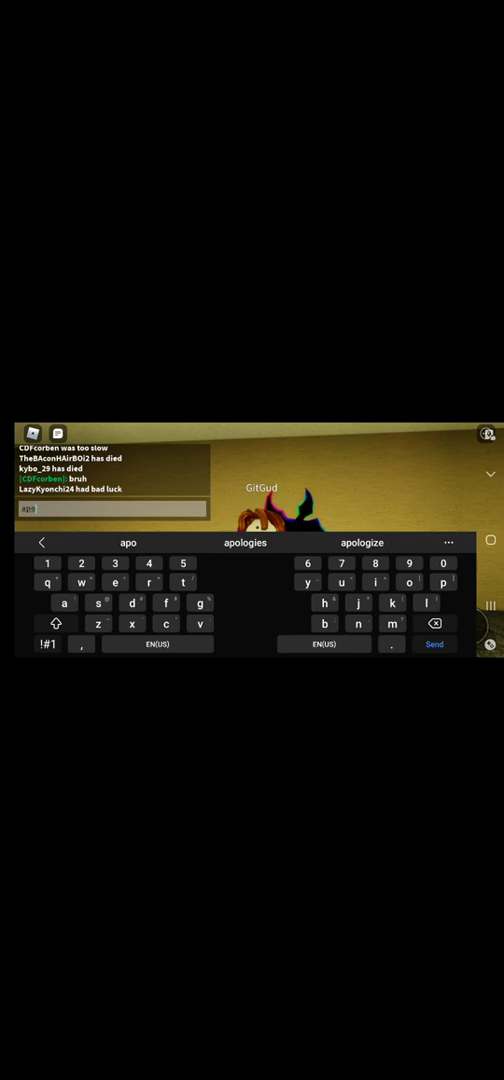 CDFcorben was too slow
TheBAconHAirBOi2 has died
kybo_29 has died
[CDFcorben]: bruh
LazyKyonchi24 had bad luck
GitGud
apo
apo apologies apologize ...
1 2 3 4 5 6 7 8 9 0
q w e r t y u i o p
a s d f g h j k l
z x c v b n m
!#1 , EN(US) EN(US) . Send